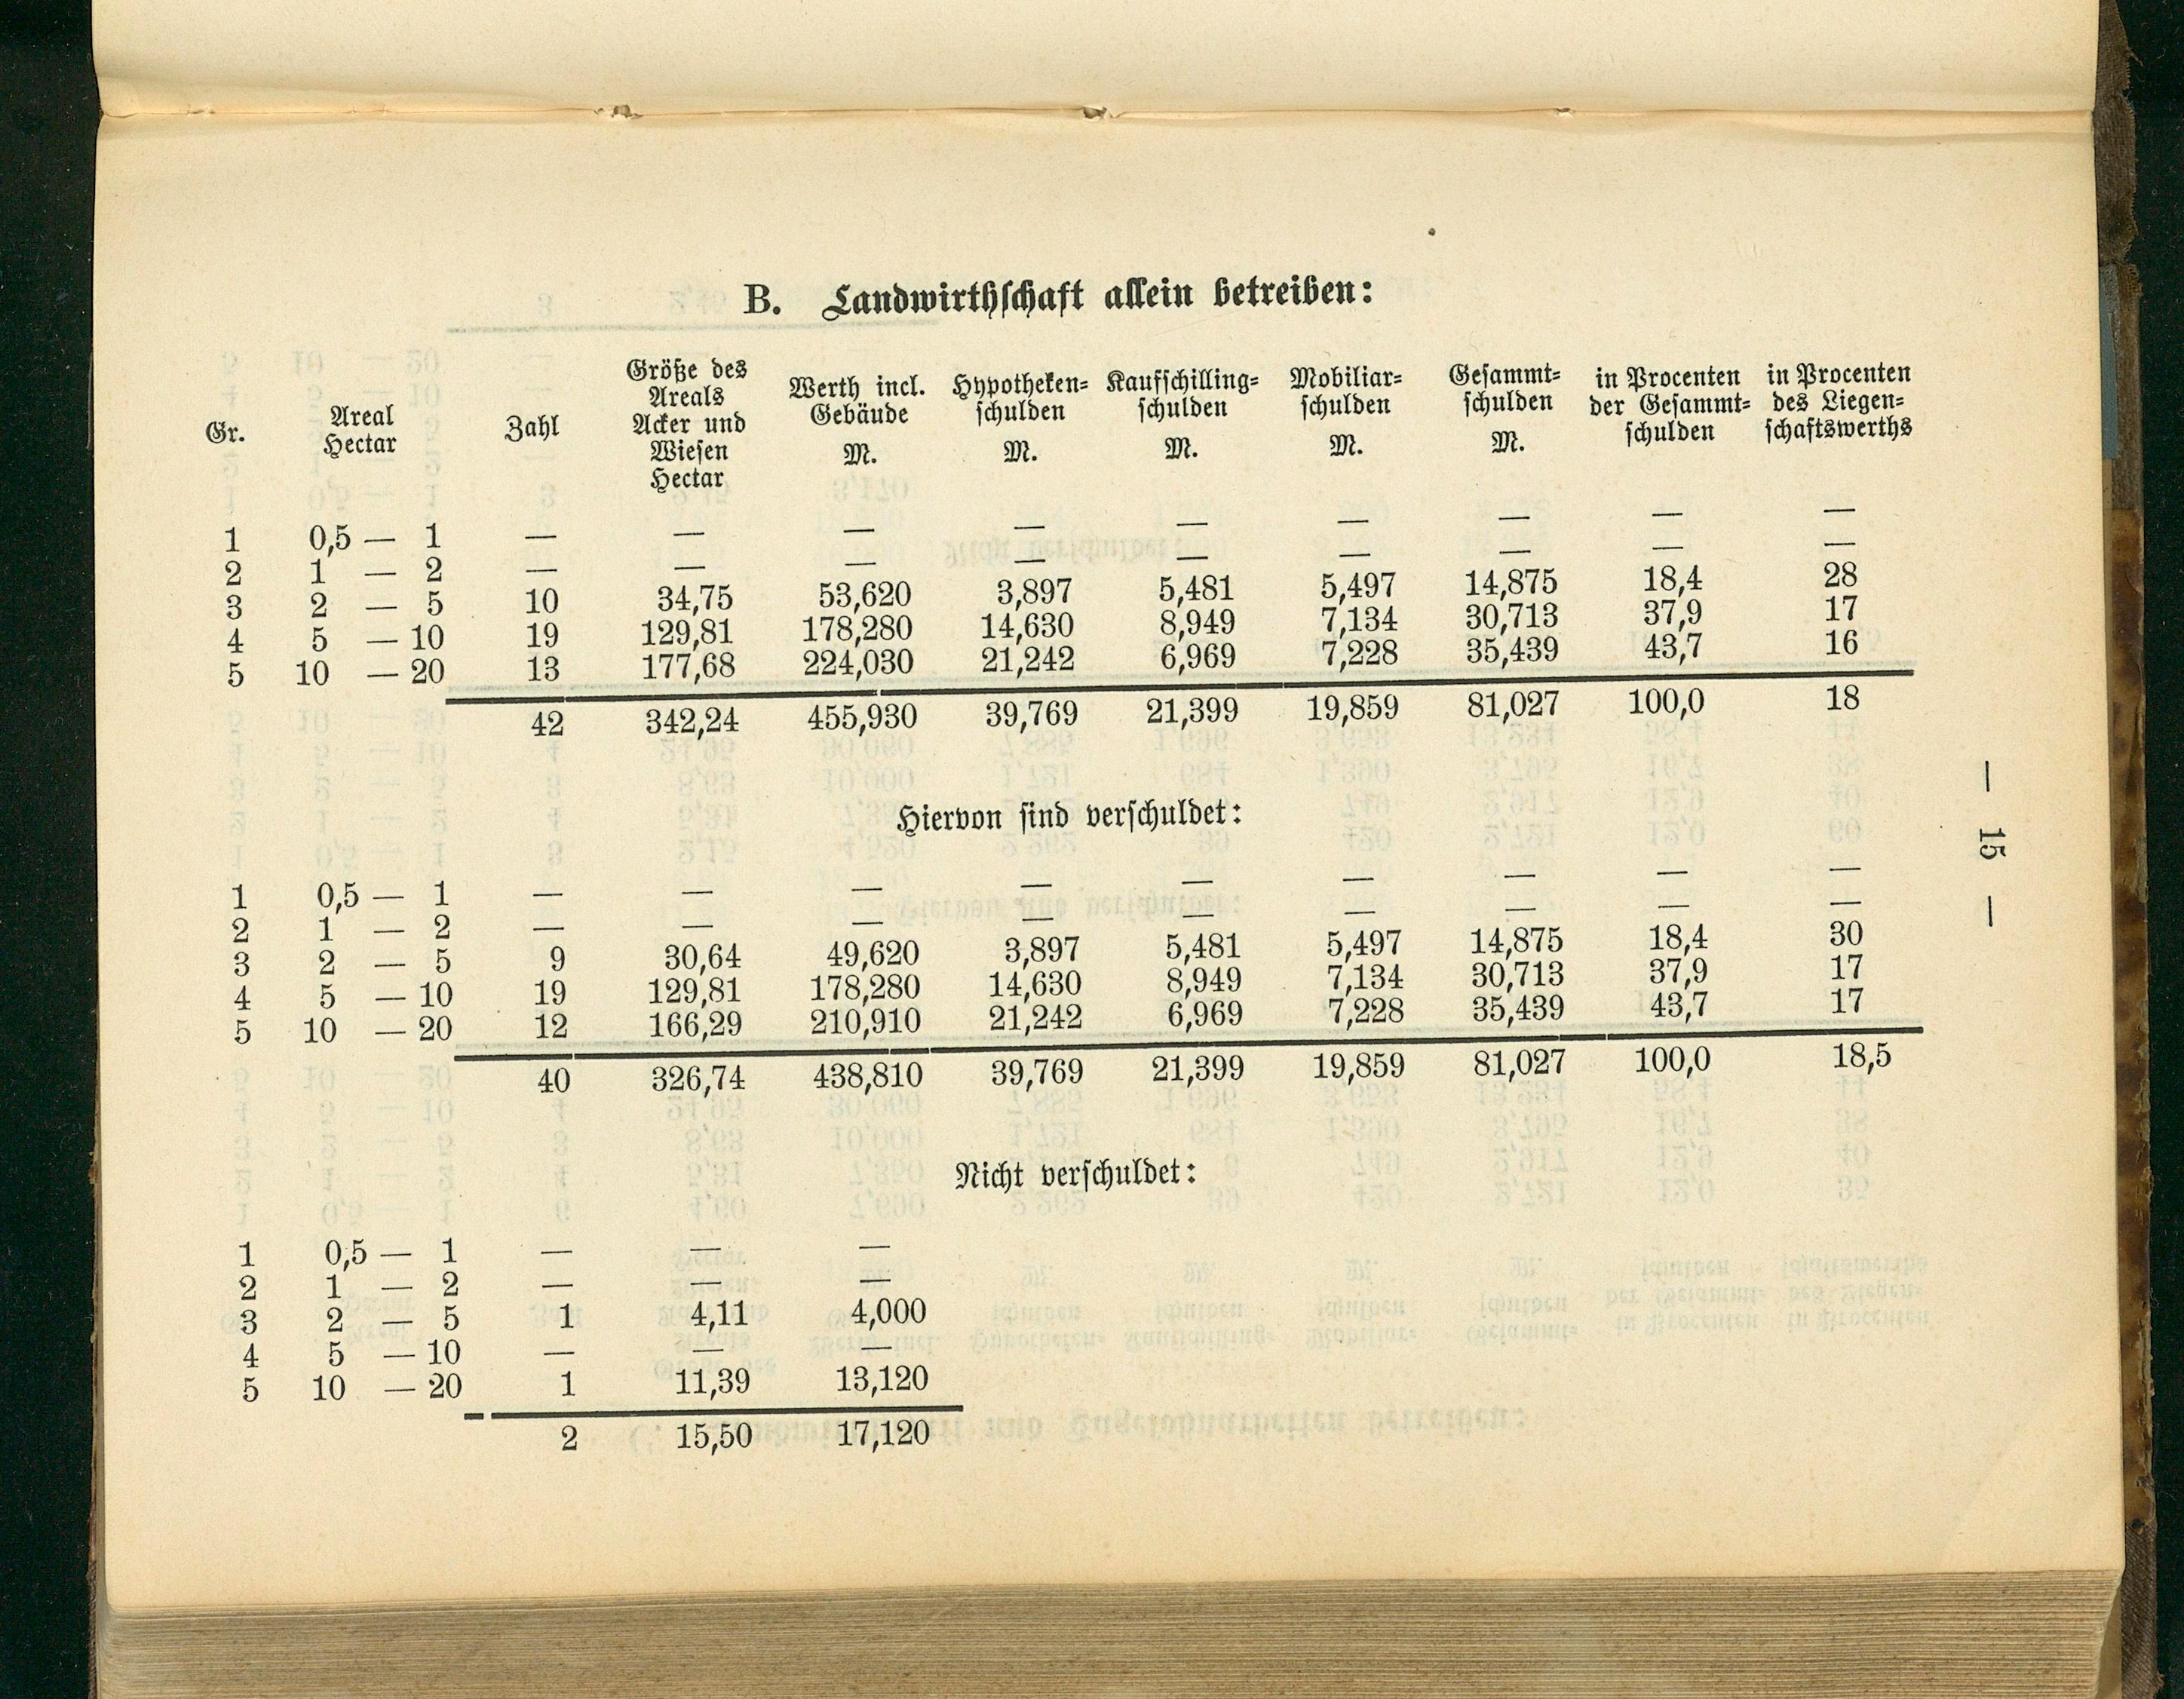 B. Landwirthſchaft allein betreiben:
Gr. Areal Hectar Zahl Größe des Areals Acker und Wieſen Hectar Werth incl. Gebäude M. Hypotheken= ſchulden M. Kaufſchilling= ſchulden M. Mobiliar= ſchulden M. Geſammt= ſchulden M. in Procenten der Geſammt= ſchulden in Procenten des Liegen= ſchaftswerths
1 0,5 — 1 — — — — — — — — —
2 1 — 2 — — — — — — — — —
3 2 — 5 10 34,75 53,620 3,897 5,481 5,497 14,875 18,4 28
4 5 — 10 19 129,81 178,280 14,630 8,949 7,134 30,713 37,9 17
5 10 — 20 13 177,68 224,030 21,242 6,969 7,228 35,439 43,7 16
42 342,24 455,930 39,769 21,399 19,859 81,027 100,0 18
Hiervon ſind verſchuldet:
1 0,5 — 1 — — — — — — — — —
2 1 — 2 — — — — — — — — —
3 2 — 5 9 30,64 49,620 3,897 5,481 5,497 14,875 18,4 30
4 5 — 10 19 129,81 178,280 14,630 8,949 7,134 30,713 37,9 17
5 10 — 20 12 166,29 210,910 21,242 6,969 7,228 35,439 43,7 17
40 326,74 438,810 39,769 21,399 19,859 81,027 100,0 18,5
Nicht verſchuldet:
1 0,5 — 1 — — —
2 1 — 2 — — —
3 2 — 5 1 4,11 4,000
4 5 — 10 — — —
5 10 — 20 1 11,39 13,120
2 15,50 17,120
— 15 —